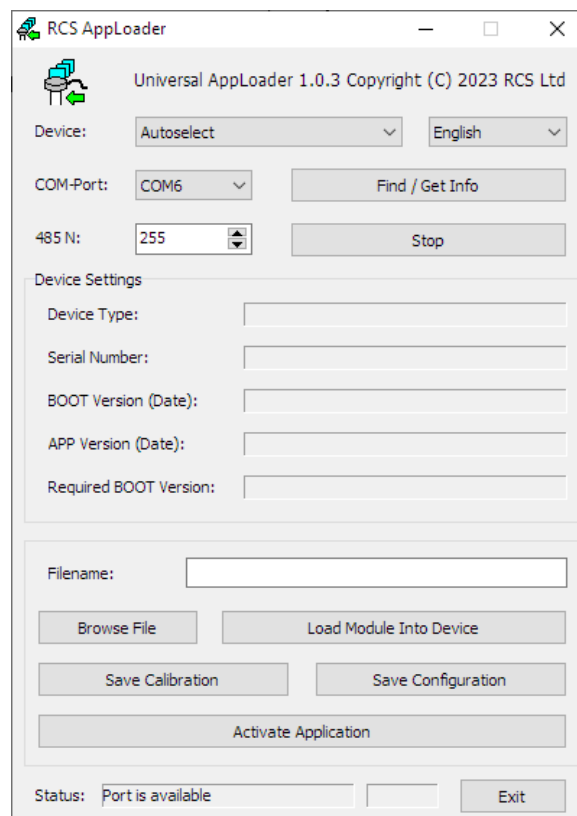 RCS AppLoader
Universal AppLoader 1.0.3 Copyright (C) 2023 RCS Ltd
Device: Autoselect English
COM-Port: COM6 Find / Get Info
485 N: 255 Stop
Device Settings
Device Type:
Serial Number:
BOOT Version (Date):
APP Version (Date):
Required BOOT Version:
Filename:
Browse File Load Module Into Device
Save Calibration Save Configuration
Activate Application
Status: Port is available Exit